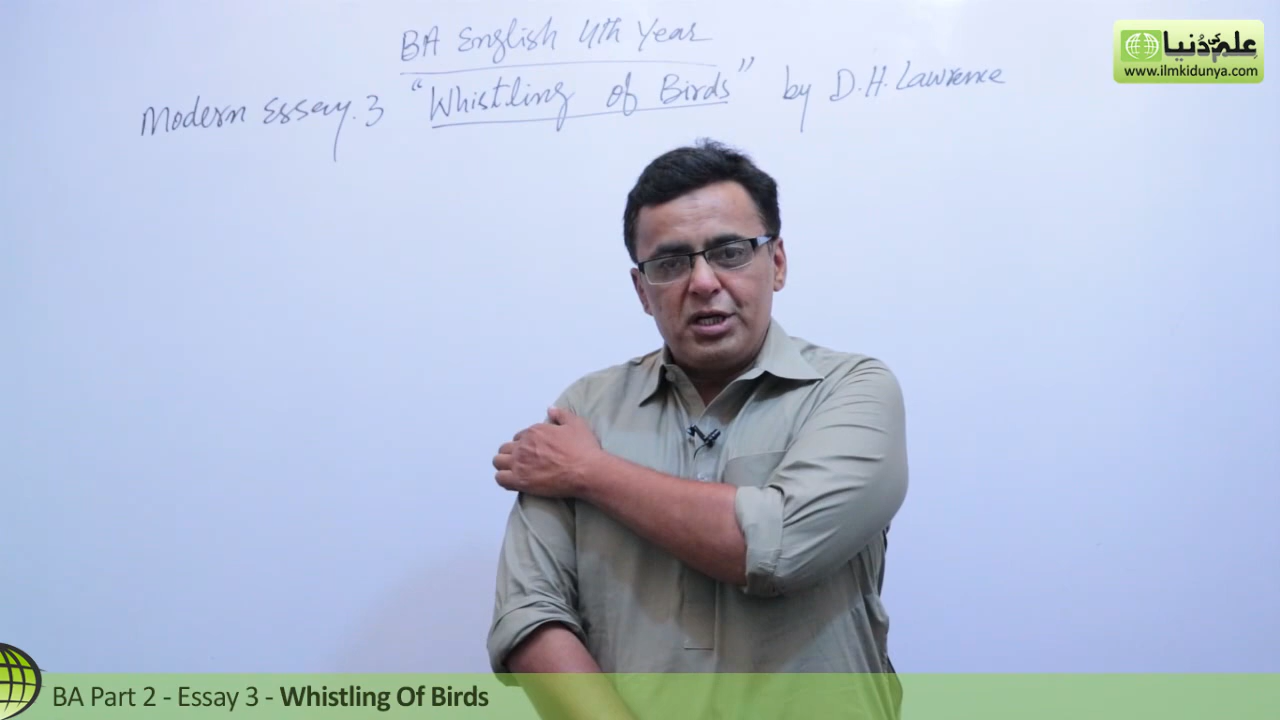 BA English 4th Year
Modern Essay.3 "Whistling of Birds" by D.H. Lawrence
علم کی دُنیا
www.ilmkidunya.com
BA Part 2 - Essay 3 - Whistling Of Birds